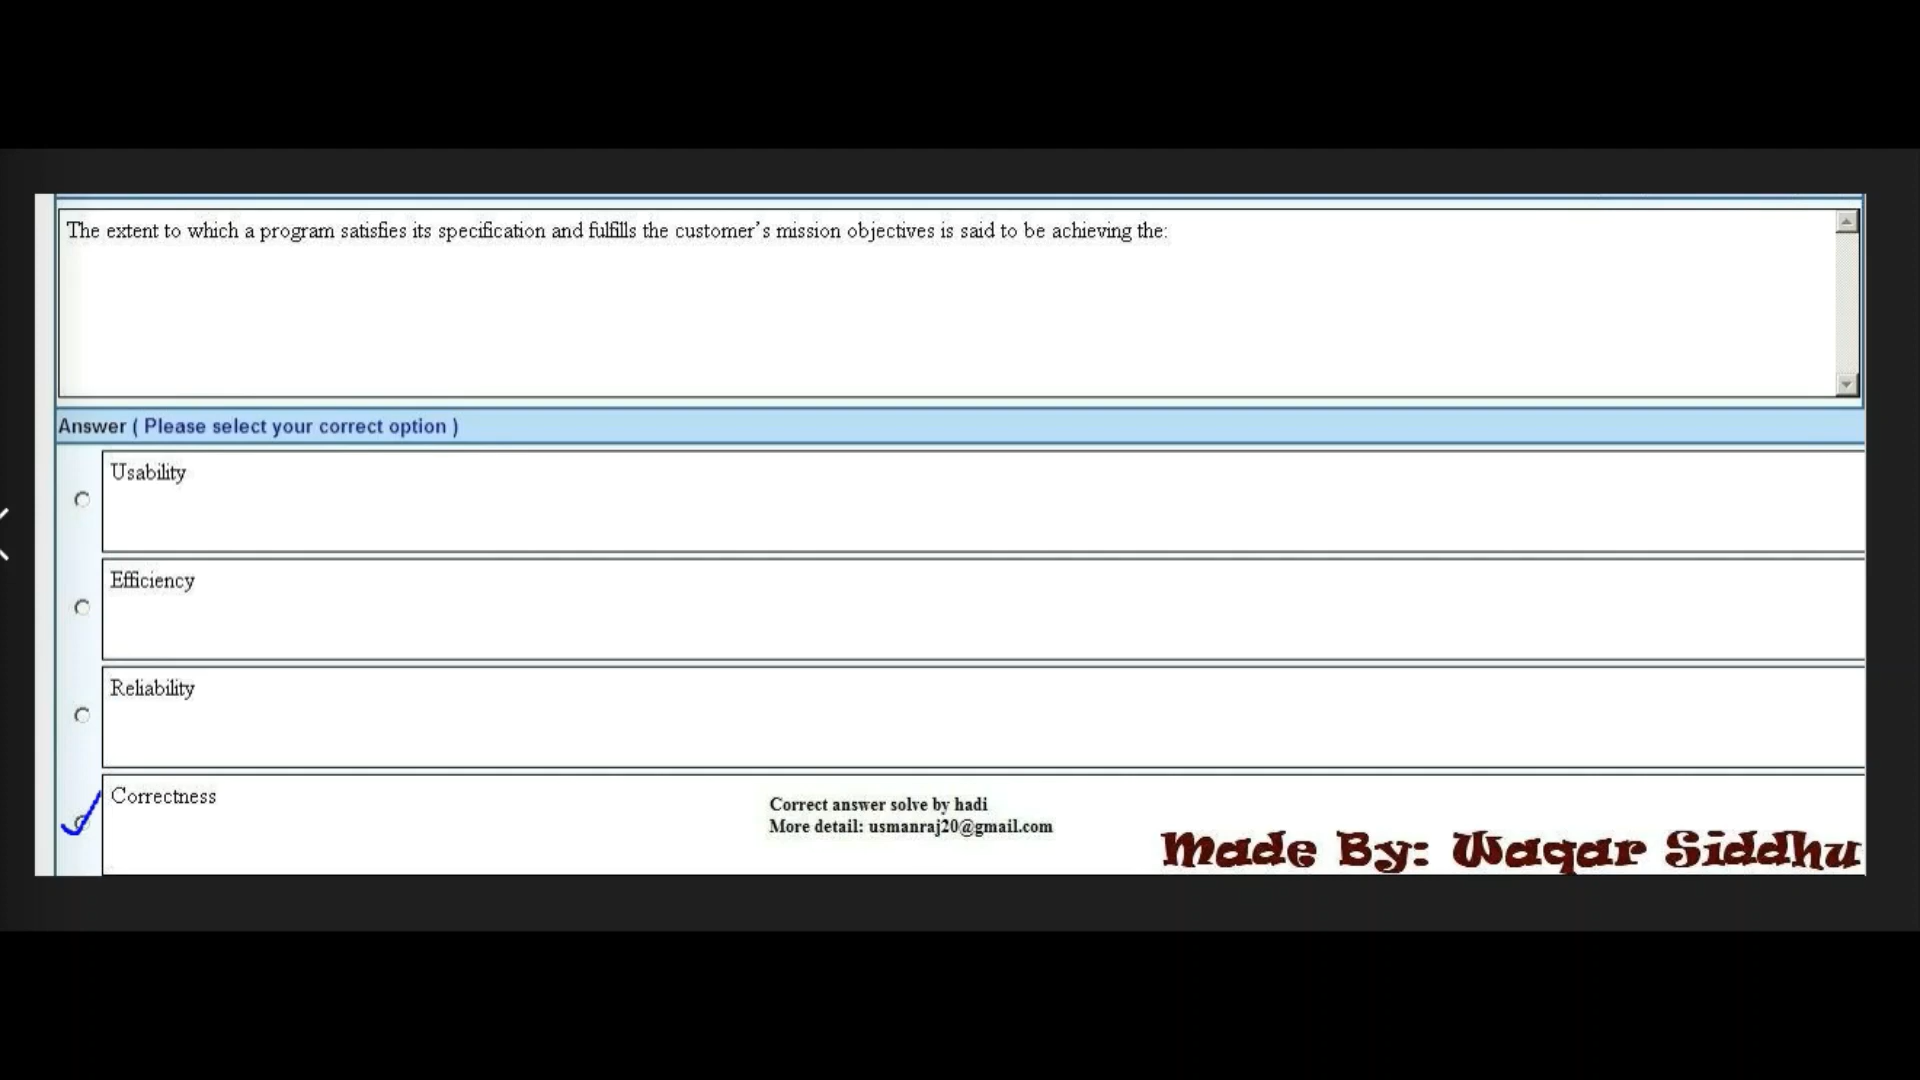 The extent to which a program satisfies its specification and fulfills the customer’s mission objectives is said to be achieving the:
Answer ( Please select your correct option )
Usability
Efficiency
Reliability
Correctness
Correct answer solve by hadi
More detail: usmanraj20@gmail.com
Made By: Waqar Siddhu